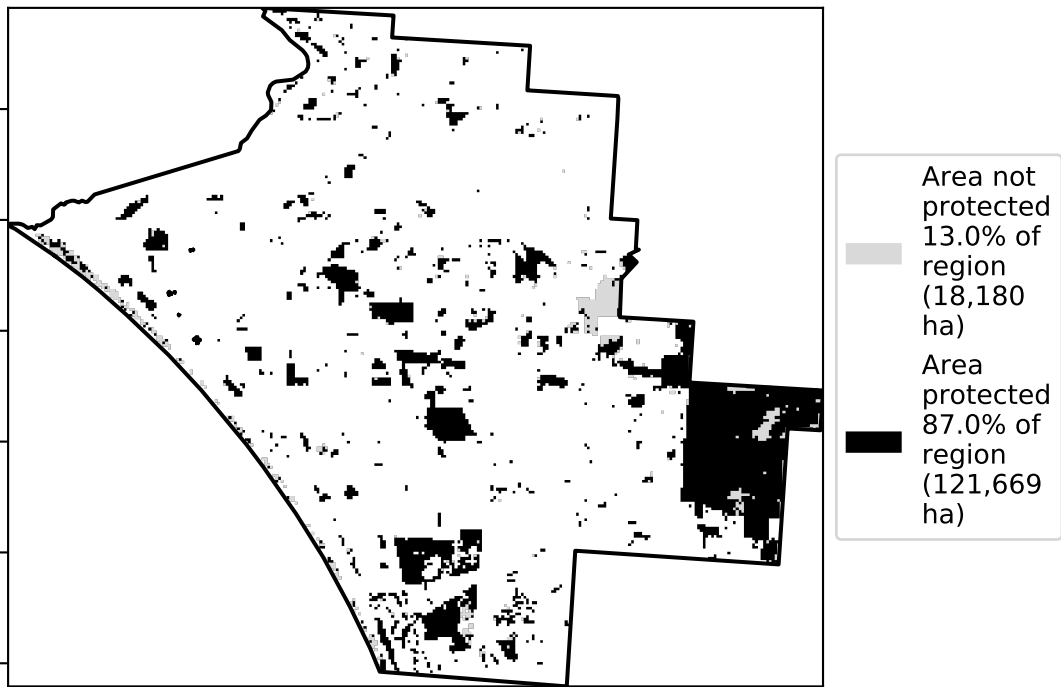 Area not
protected
13.0% of
region
(18,180
ha)
Area
protected
87.0% of
region
(121,669
ha)